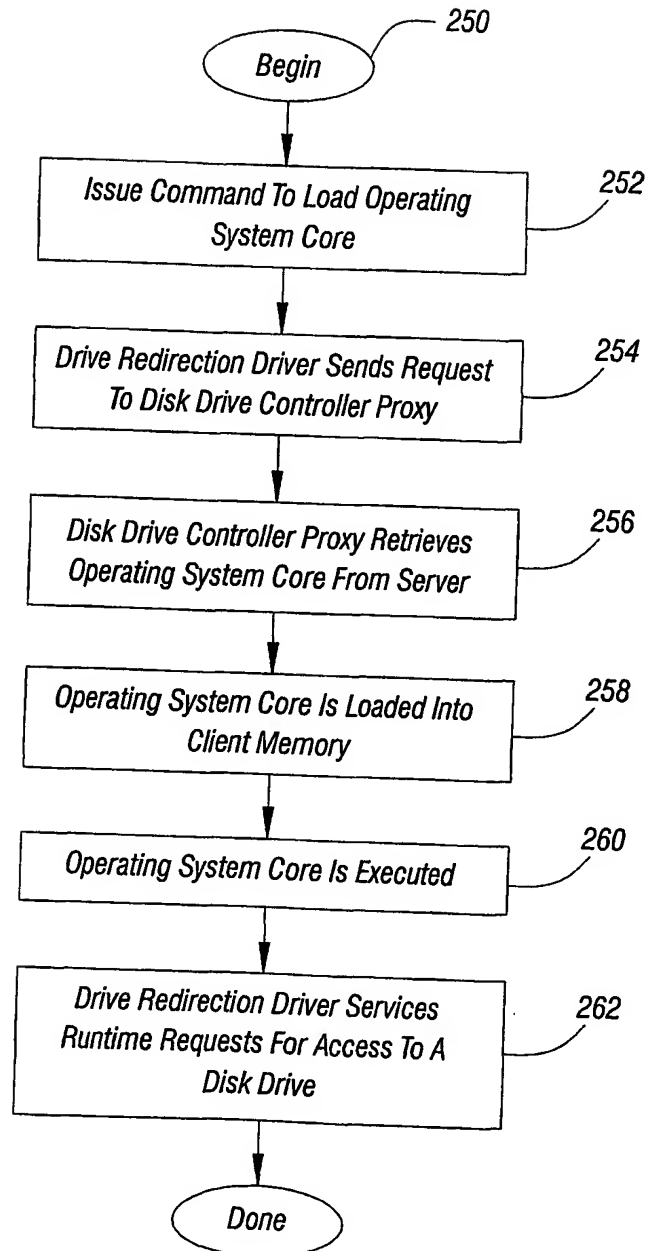 250
Begin
Issue Command To Load Operating
System Core
252
Drive Redirection Driver Sends Request
To Disk Drive Controller Proxy
254
Disk Drive Controller Proxy Retrieves
Operating System Core From Server
256
Operating System Core Is Loaded Into
Client Memory
258
Operating System Core Is Executed
260
Drive Redirection Driver Services
Runtime Requests For Access To A
Disk Drive
262
Done